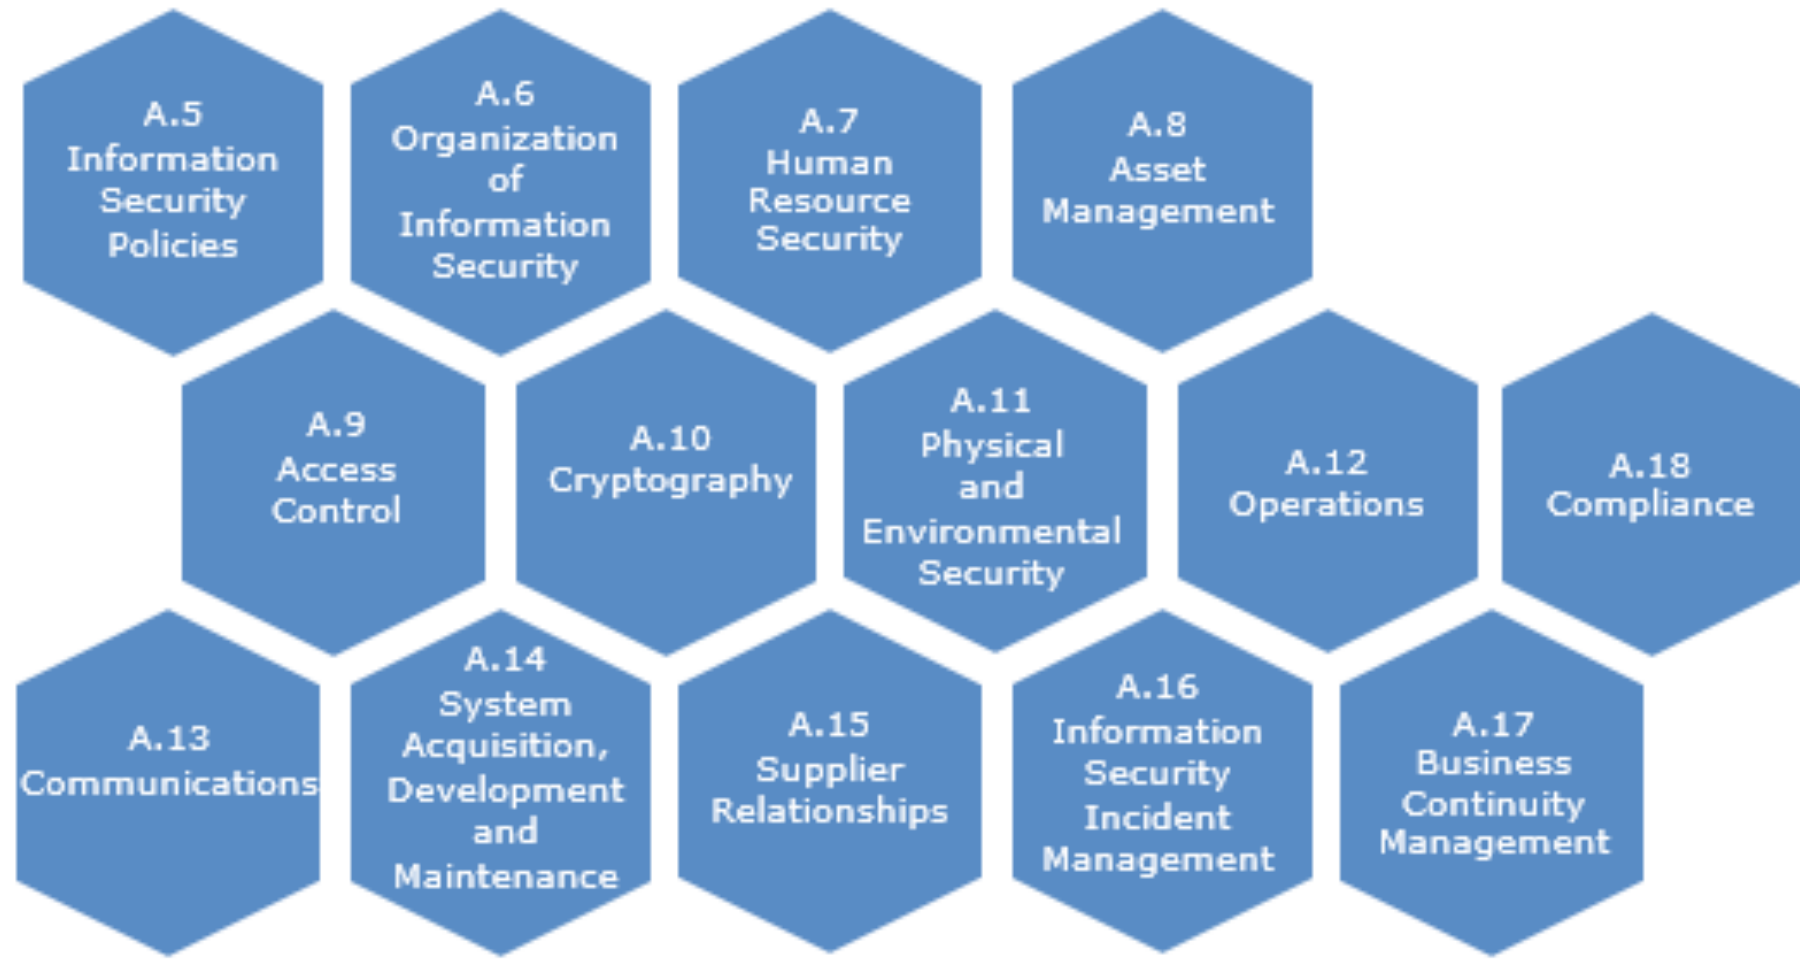 A.5
Information
Security
Policies
A.6
Organization
of
Information
Security
A.7
Human
Resource
Security
A.8
Asset
Management
A.9
Access
Control
A.10
Cryptography
A.11
Physical
and
Environmental
Security
A.12
Operations
A.18
Compliance
A.13
Communications
A.14
System
Acquisition,
Development
and
Maintenance
A.15
Supplier
Relationships
A.16
Information
Security
Incident
Management
A.17
Business
Continuity
Management